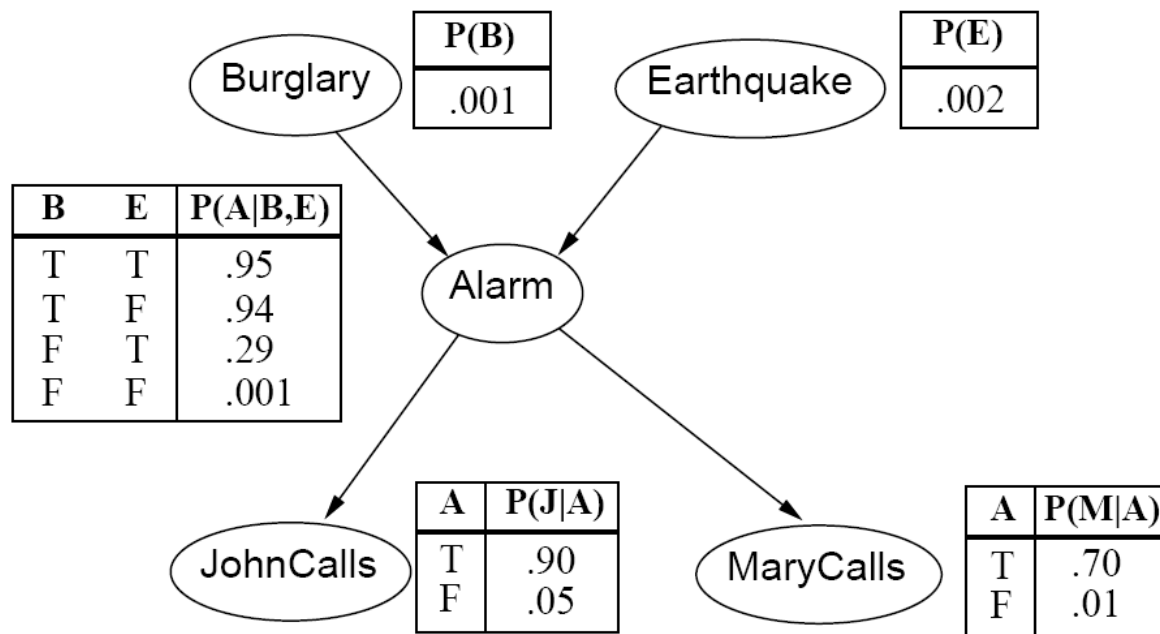 Burglary
P(B)
.001
Earthquake
P(E)
.002
B E P(A|B,E)
T T .95
T F .94
F T .29
F F .001
Alarm
JohnCalls
A P(J|A)
T .90
F .05
MaryCalls
A P(M|A)
T .70
F .01